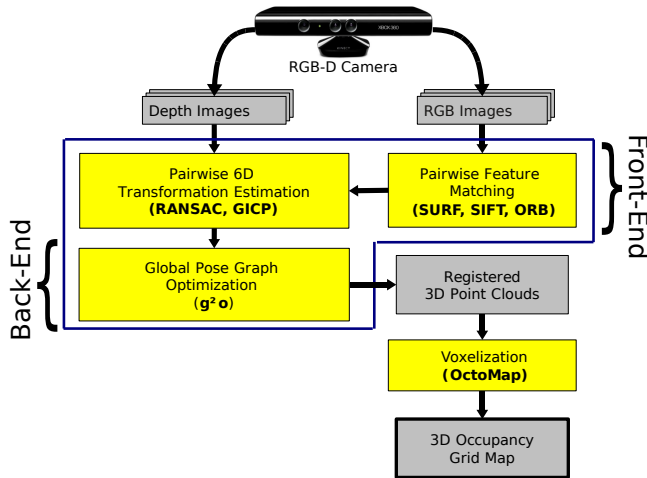 XBOX 360
RGB-D Camera
Depth Images
RGB Images
Pairwise 6D
Transformation Estimation
(RANSAC, GICP)
Pairwise Feature
Matching
(SURF, SIFT, ORB)
Front-End
Back-End
Global Pose Graph
Optimization
(g²o)
Registered
3D Point Clouds
Voxelization
(OctoMap)
3D Occupancy
Grid Map